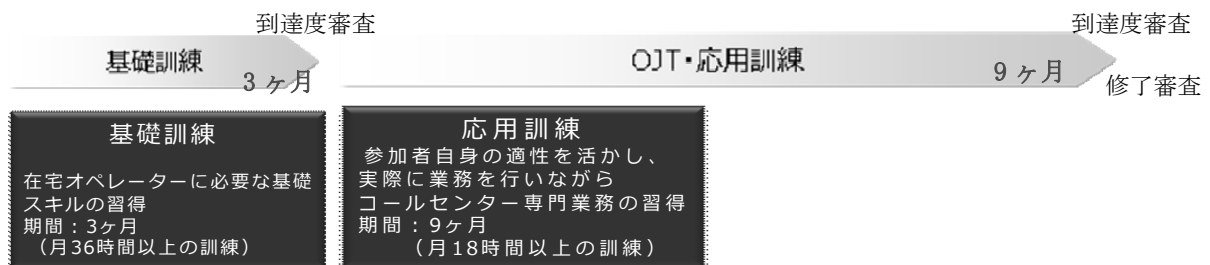 到達度審査
到達度審査
基礎訓練
3ヶ月
OJT・応用訓練
9ヶ月
修了審査
基礎訓練
在宅オペレーターに必要な基礎
スキルの習得
期間：3ヶ月
（月36時間以上の訓練）
応用訓練
参加者自身の適性を活かし、
実際に業務を行いながら
コールセンター専門業務の習得
期間：9ヶ月
（月18時間以上の訓練）